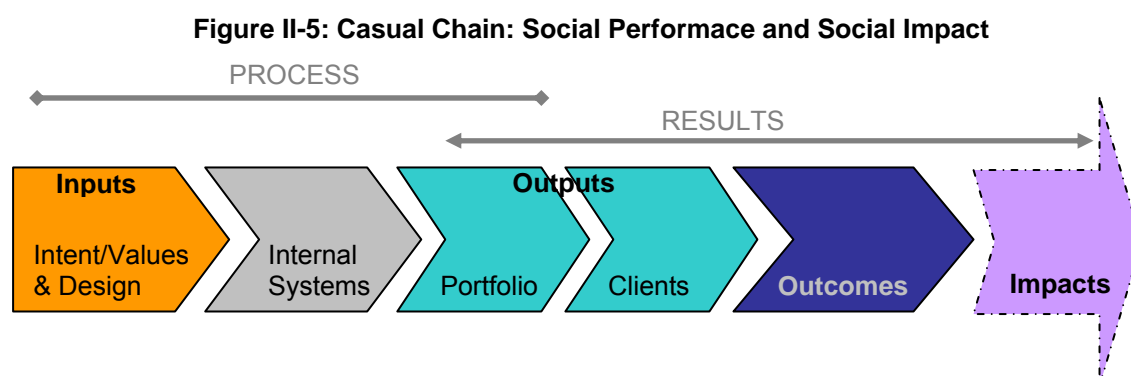 Figure II-5: Casual Chain: Social Performace and Social Impact
PROCESS
RESULTS
Inputs
Outputs
Intent/Values
& Design
Internal
Systems
Portfolio
Clients
Outcomes
Impacts